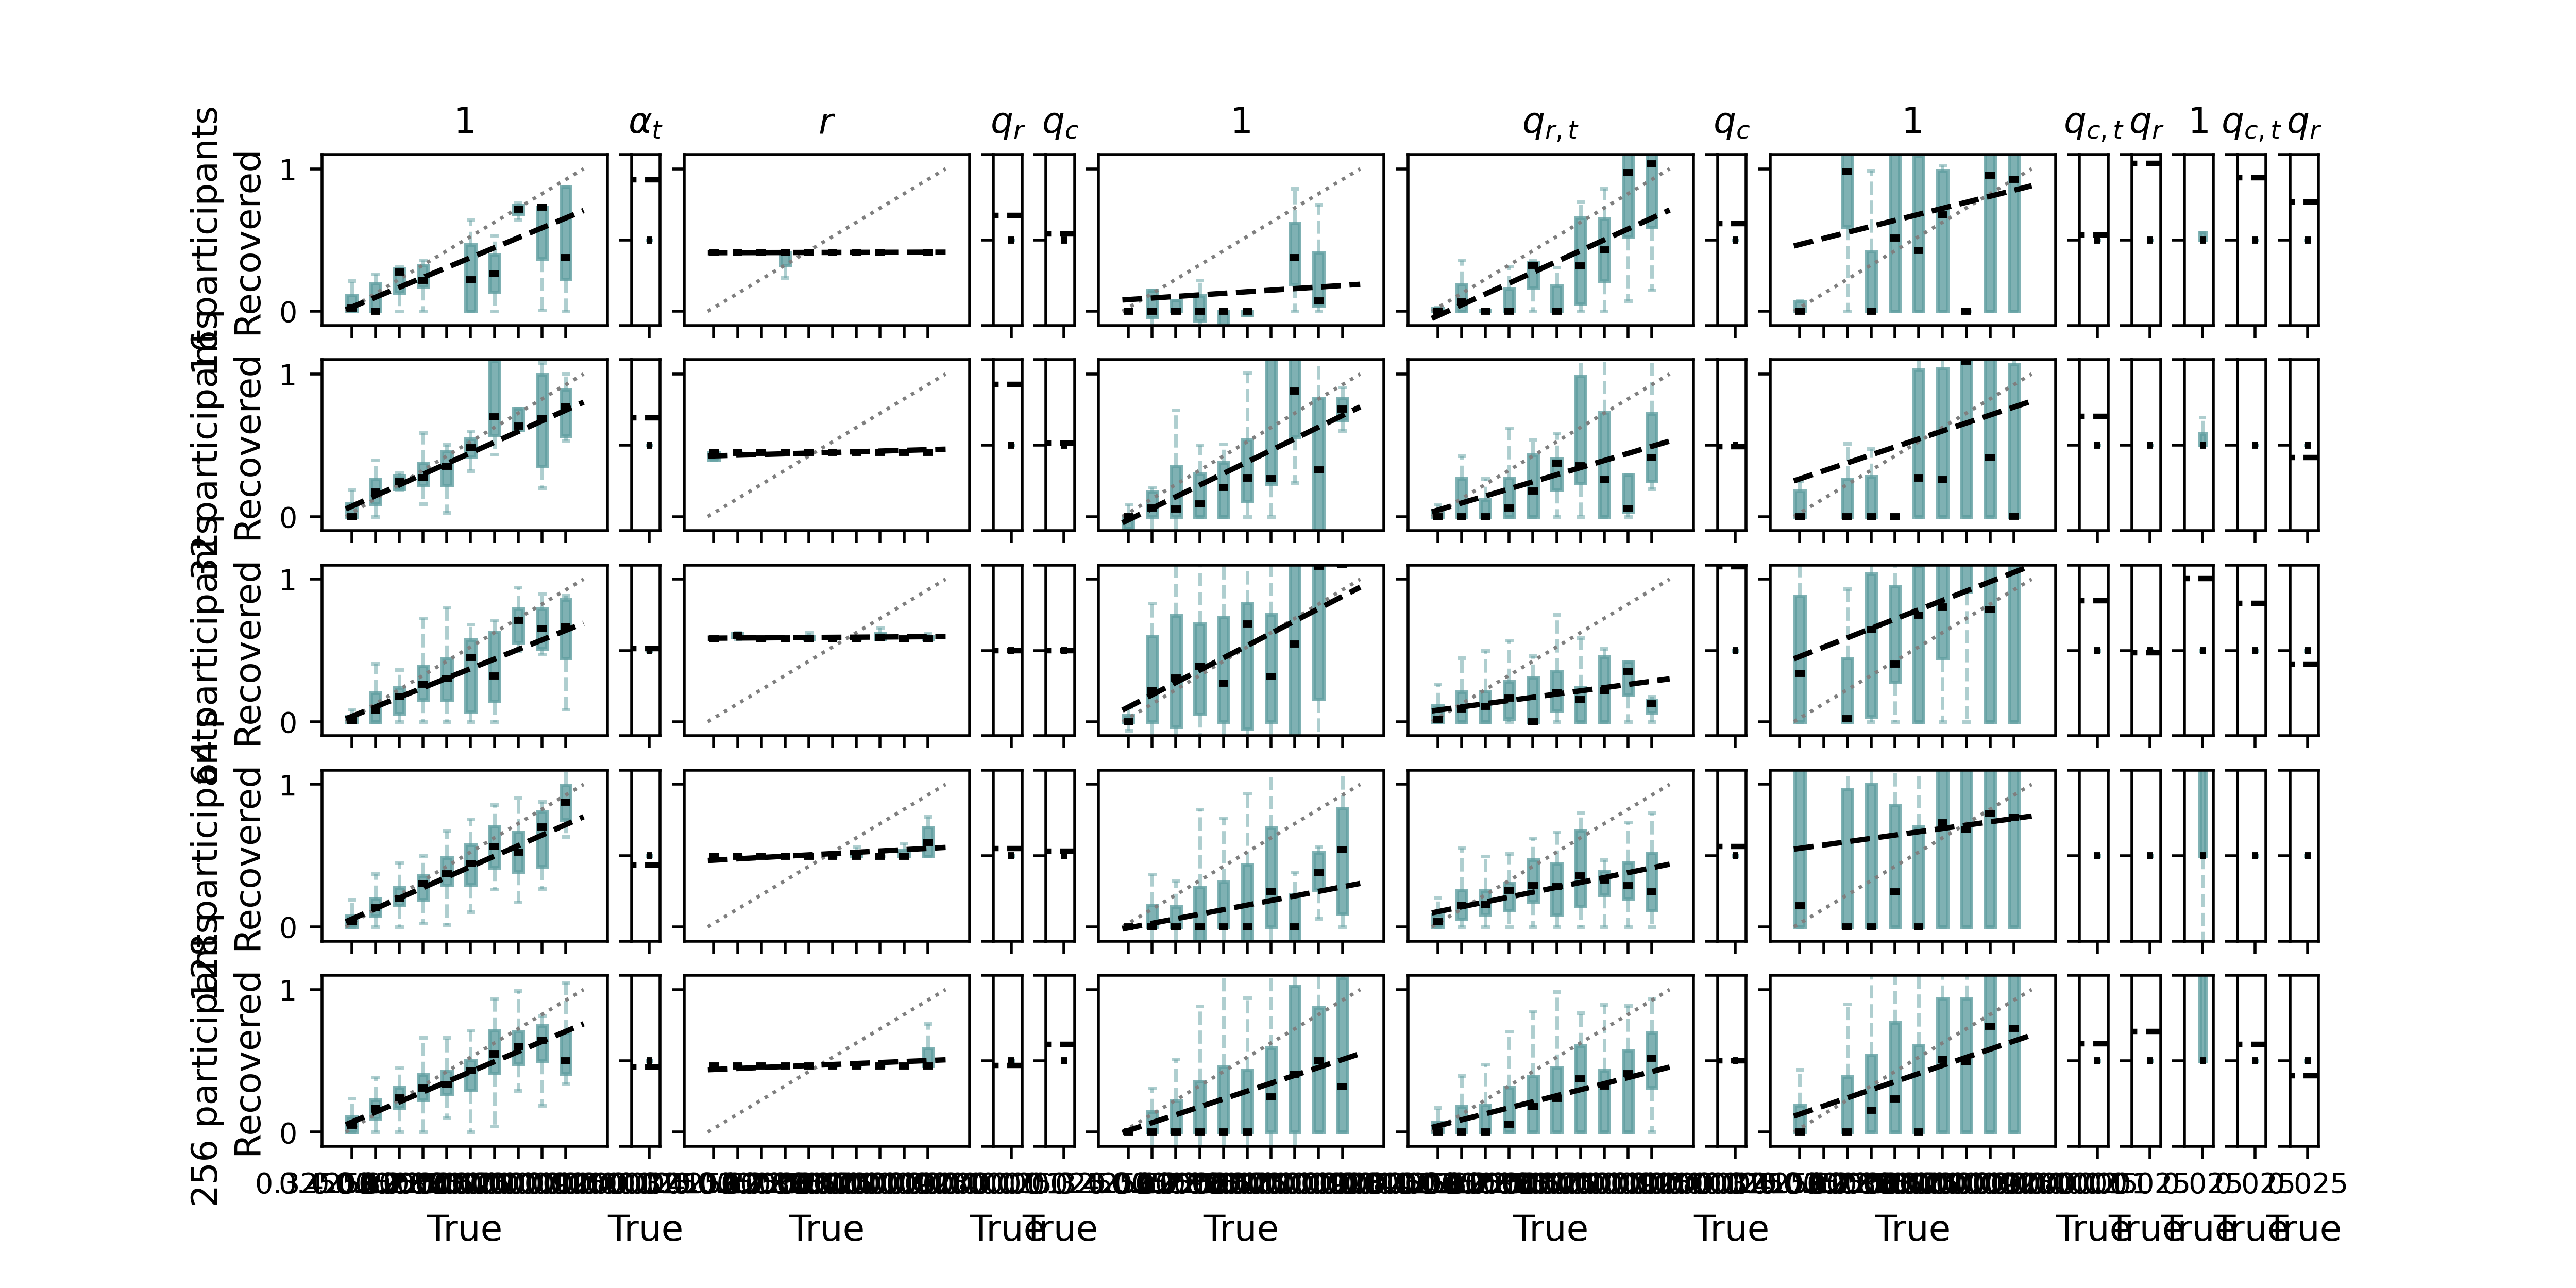 1 αt r qr qc 1 qr, t qc 1 qc, t qr 1 qc, t qr
16 participants
Recovered
1
0
32 participants
Recovered
1
0
64 participants
Recovered
1
0
128 participants
Recovered
1
0
256 participants
Recovered
1
0
True True True True True True True True True True True True True True